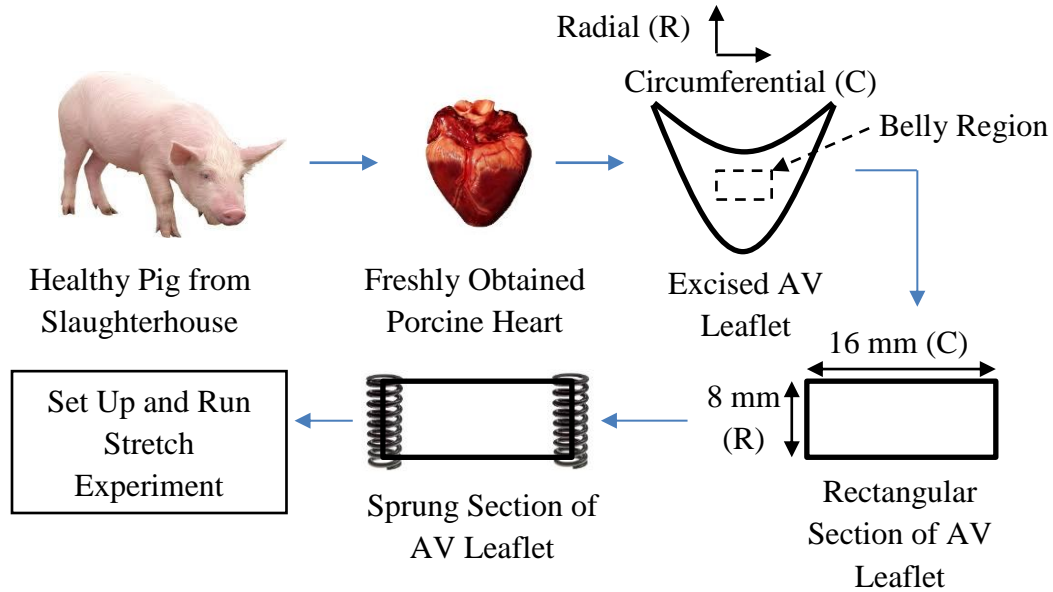 Radial (R)
Circumferential (C)
Belly Region
Healthy Pig from
Slaughterhouse
Freshly Obtained
Porcine Heart
Excised AV
Leaflet
16 mm (C)
8 mm
(R)
Rectangular
Section of AV
Leaflet
Sprung Section of
AV Leaflet
Set Up and Run
Stretch
Experiment